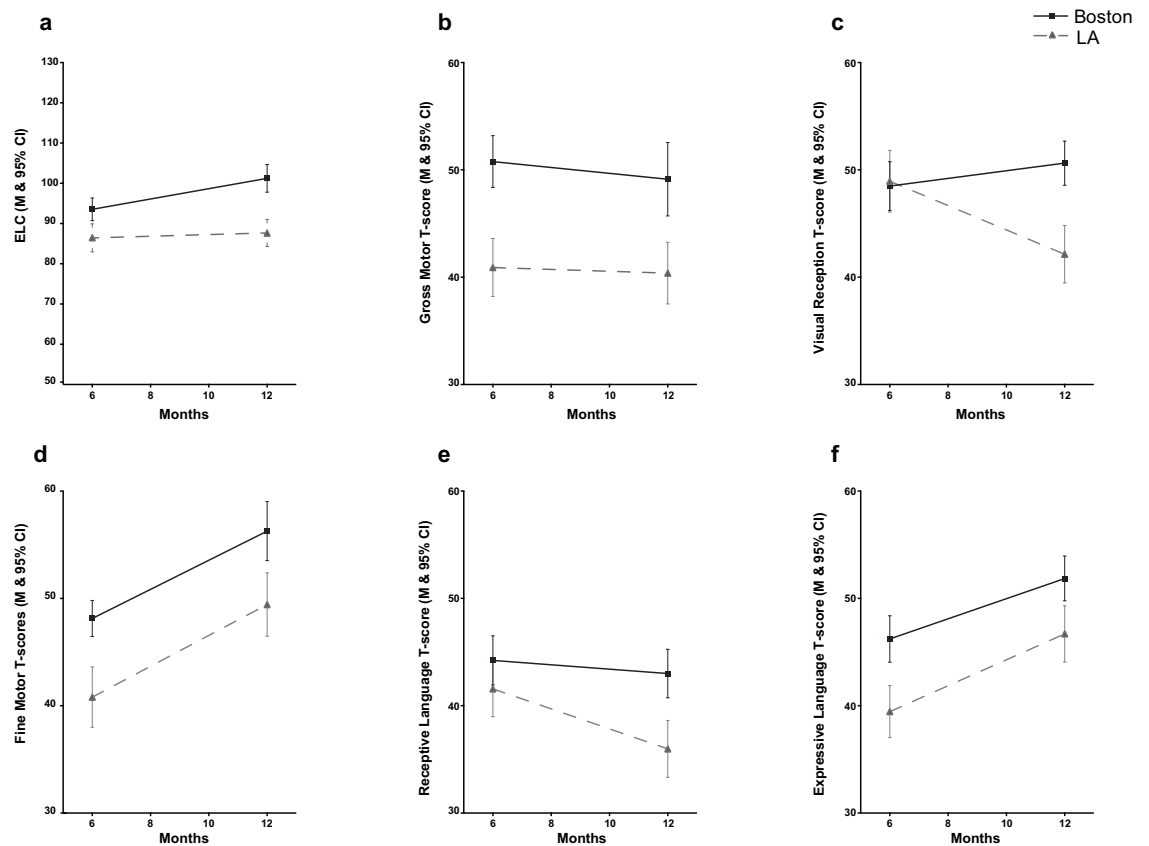 a
b
c
Boston
LA
ELC (M & 95% CI)
130
120
110
100
90
80
70
60
50
6 8 10 12
Months
Gross Motor T-score (M & 95% CI)
60
50
40
30
6 8 10 12
Months
Visual Reception T-score (M & 95% CI)
60
50
40
30
6 8 10 12
Months
d
e
f
Fine Motor T-scores (M & 95% CI)
60
50
40
30
6 8 10 12
Months
Receptive Language T-score (M & 95% CI)
60
50
40
30
6 8 10 12
Months
Expressive Language T-score (M & 95% CI)
60
50
40
30
6 8 10 12
Months